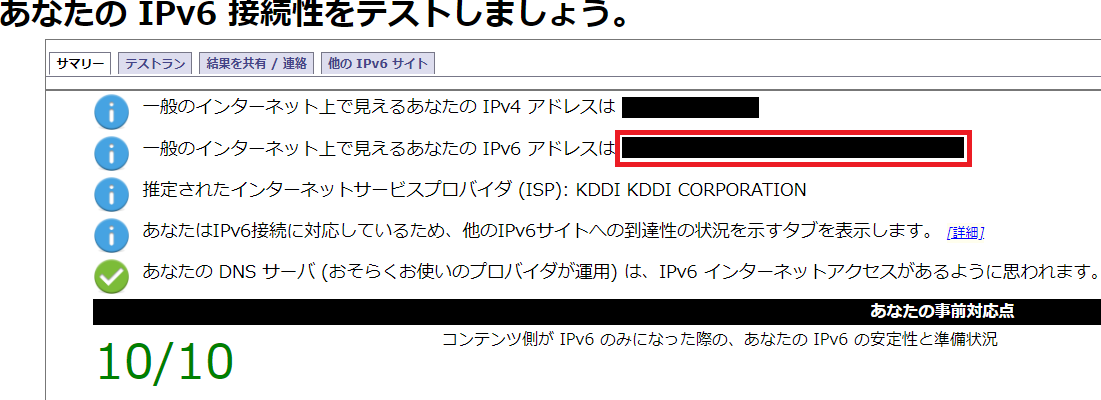 あなたの IPv6 接続性をテストしましょう。
サマリー テストラン 結果を共有 / 連絡 他の IPv6 サイト
一般のインターネット上で見えるあなたの IPv4 アドレスは
一般のインターネット上で見えるあなたの IPv6 アドレスは
推定されたインターネットサービスプロバイダ (ISP): KDDI KDDI CORPORATION
あなたはIPv6接続に対応しているため、他のIPv6サイトへの到達性の状況を示すタブを表示します。 [詳細]
あなたの DNS サーバ (おそらくお使いのプロバイダが運用) は、IPv6 インターネットアクセスがあるように思われます。
あなたの事前対応点
10/10 コンテンツ側が IPv6 のみになった際の、あなたの IPv6 の安定性と準備状況